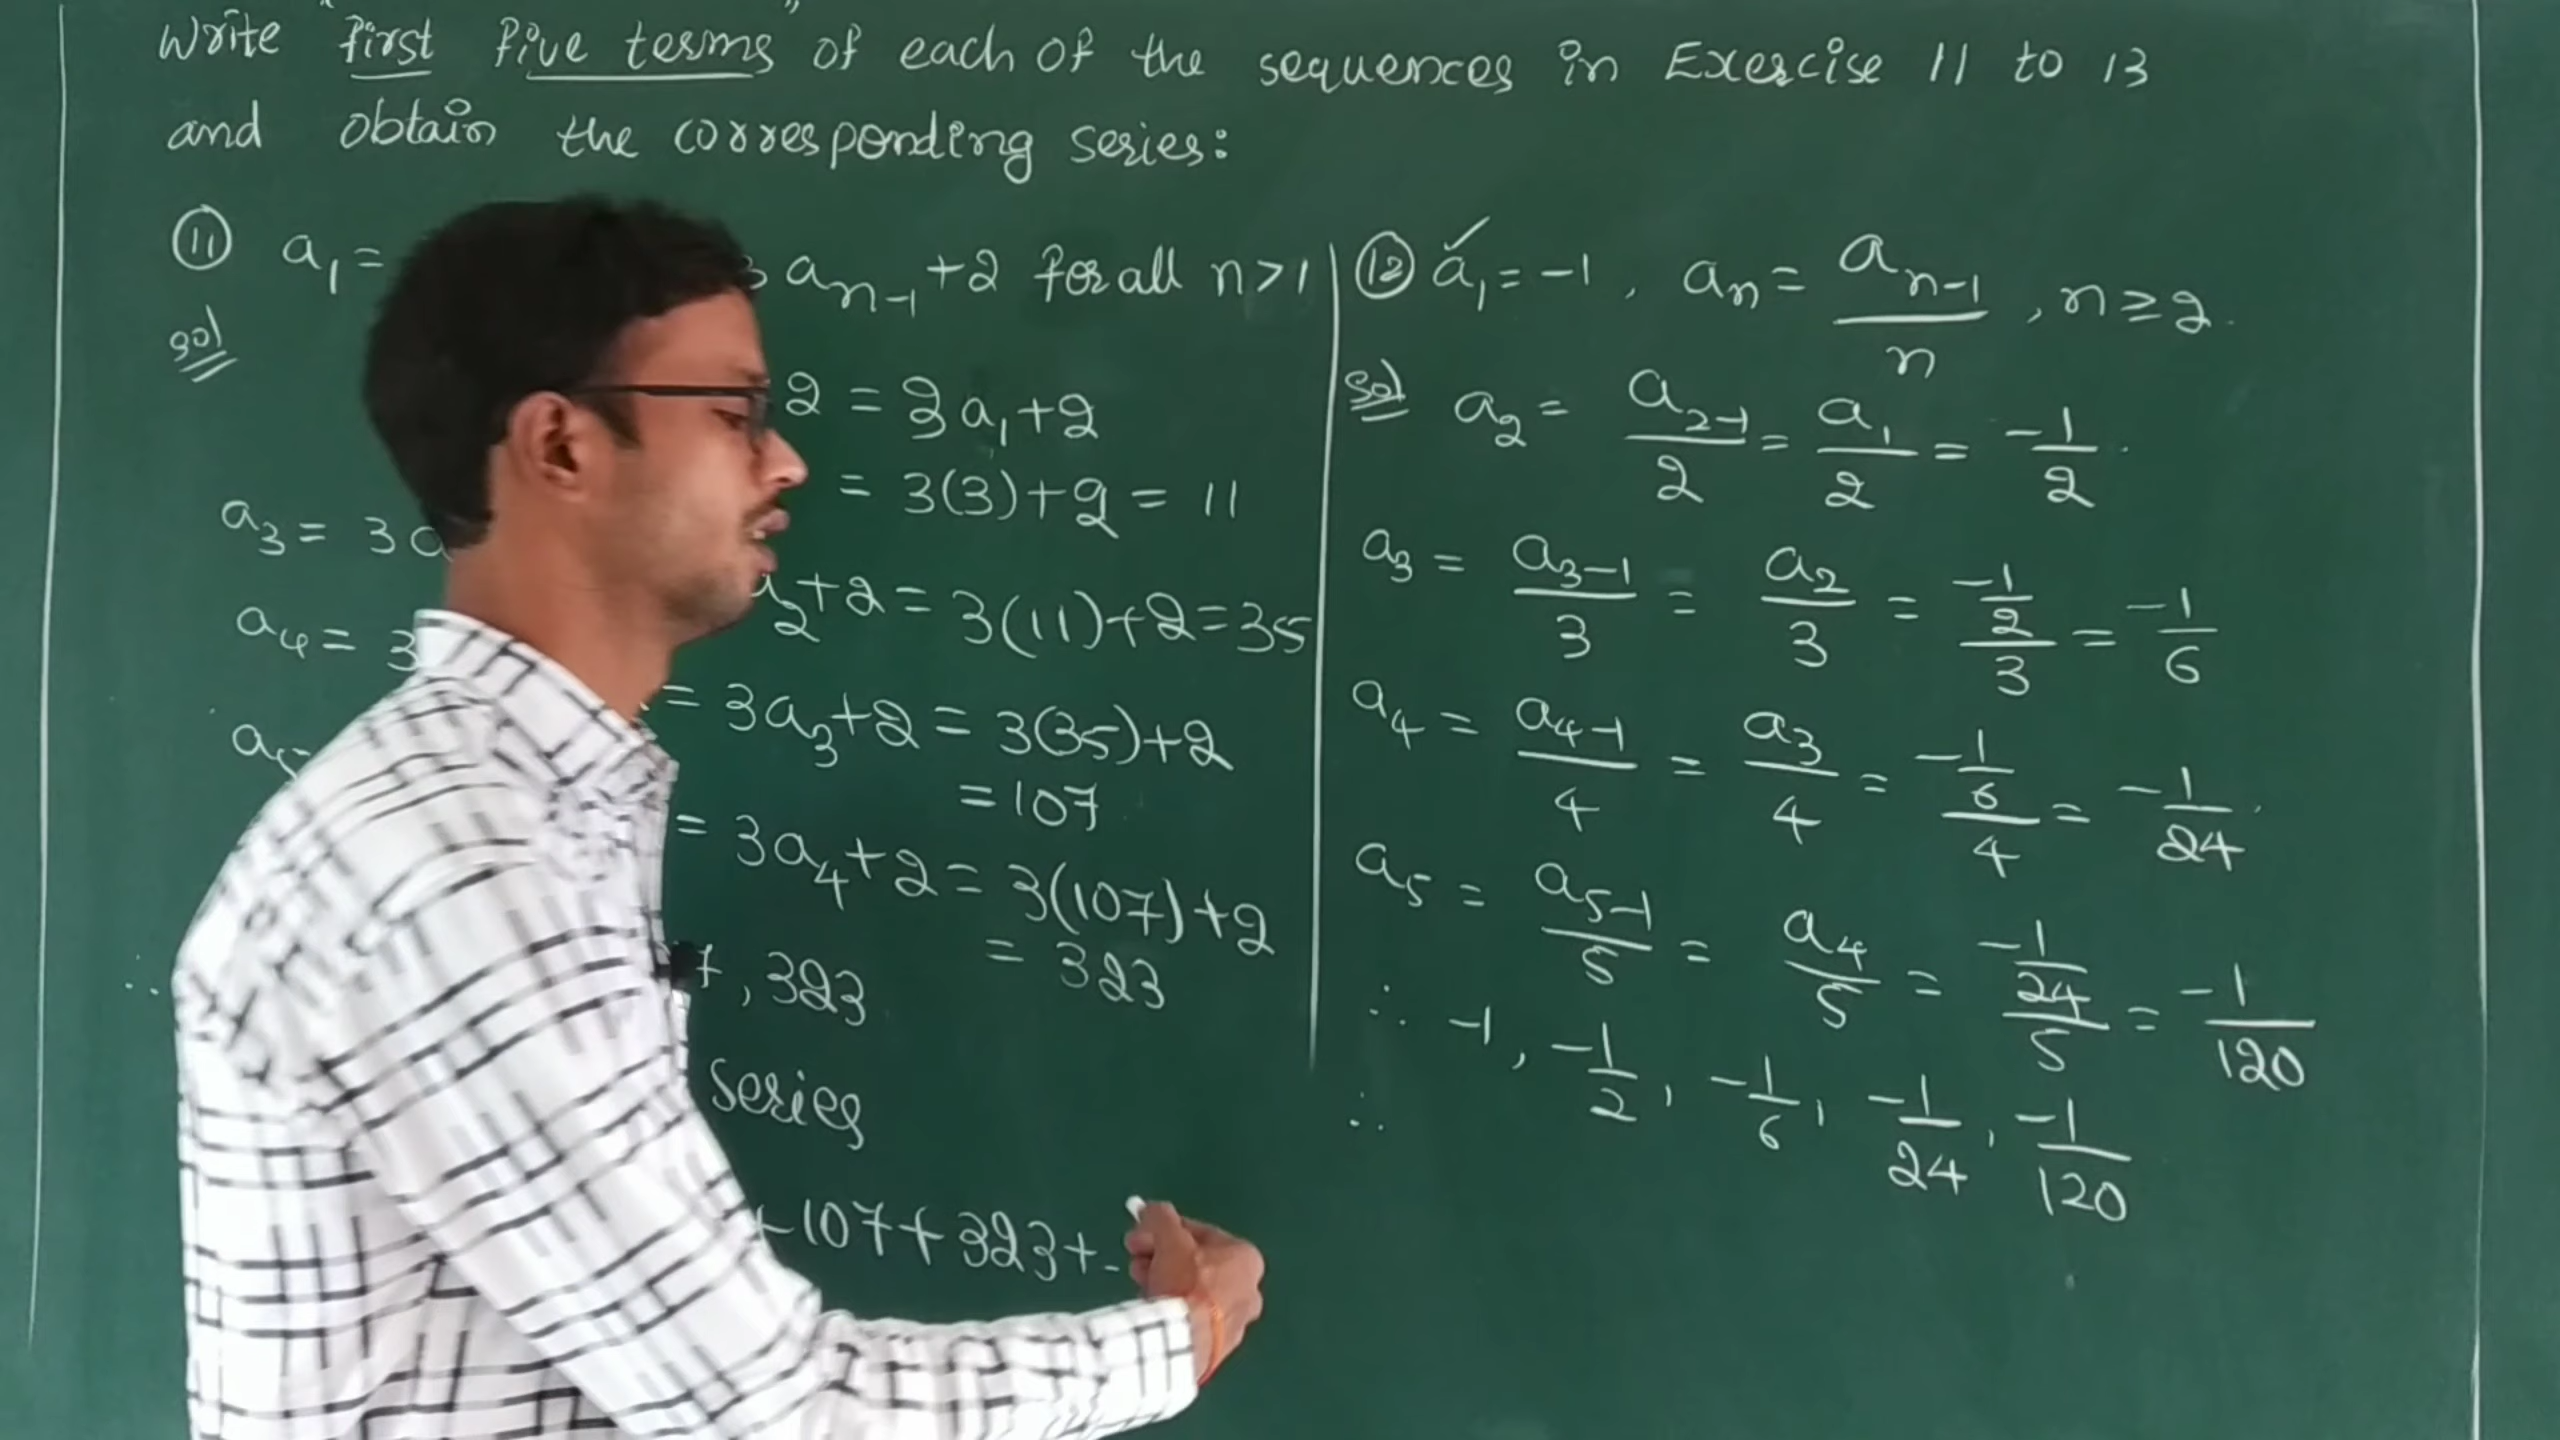 Write "first five terms" of each of the sequences in Exercise 11 to 13
and obtain the corresponding series:
(11) a₁= 3aₙ₋₁+2 for all n>1
Sol
2 = 3a₁+2
= 3(3)+2 = 11
a₃= 3a
a₂+2 = 3(11)+2=35
a₄= 3
= 3a₃+2 = 3(35)+2
= 107
a₅=
= 3a₄+2 = 3(107)+2
= 323
∴ 7, 323
series
+107+323+..
(12) ✓ a₁=-1, aₙ= aₙ₋₁/n, n≥2.
Sol a₂= a₂₋₁/2 = a₁/2 = -1/2.
a₃ = a₃₋₁/3 = a₂/3 = (-1/2)/3 = -1/6
a₄ = a₄₋₁/4 = a₃/4 = (-1/6)/4 = -1/24.
a₅ = a₅₋₁/5 = a₄/5 = (-1/24)/5 = -1/120
∴ -1, -1/2, -1/6, -1/24, -1/120
∴